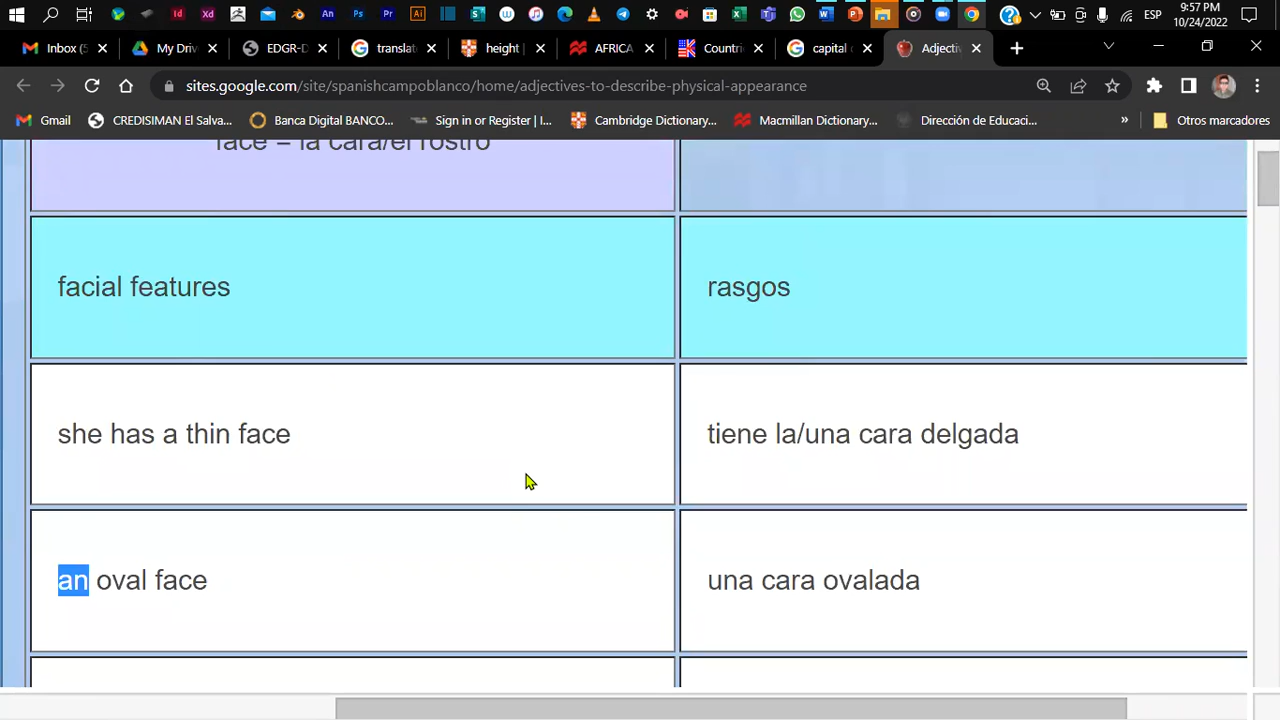 9:57 PM
ESP
10/24/2022
Inbox (5
My Driv
EDGR-D
translat
height |
AFRICA
Countri
capital
Adjectiv
sites.google.com/site/spanishcampoblanco/home/adjectives-to-describe-physical-appearance
Gmail
CREDISIMAN El Salva...
Banca Digital BANCO...
Sign in or Register | I...
Cambridge Dictionary...
Macmillan Dictionary...
Dirección de Educaci...
»
Otros marcadores
face = la cara/el rostro
facial features
rasgos
she has a thin face
tiene la/una cara delgada
an oval face
una cara ovalada